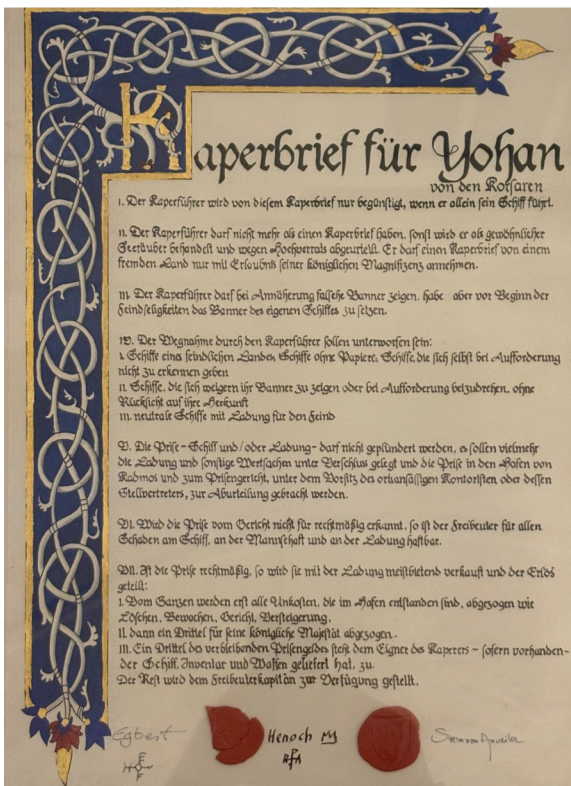 Kaperbrief für Yohan
von den Korsaren
I. Der Kaperführer wird von diesem Kaperbrief nur begünstigt, wenn er allein sein Schiff führt.
II. Der Kaperführer darf nicht mehr als einen Kaperbrief haben, sonst wird er als gewöhnlicher
Seeräuber behandelt und wegen Hochverrats abgeurteilt. Er darf einen Kaperbrief von einem
fremden Land nur mit Erlaubnis seiner königlichen Magnifizenz annehmen.
III. Der Kaperführer darf bei Annäherung falsche Banner zeigen, habe aber vor Beginn der
Feindseligkeiten das Banner des eigenen Schiffes zu setzen.
IV. Der Wegnahme durch den Kaperführer sollen unterworfen sein:
I. Schiffe eines feindlichen Landes, Schiffe ohne Papiere, Schiffe, die sich selbst bei Aufforderung
nicht zu erkennen geben
II. Schiffe, die sich weigern ihr Banner zu zeigen oder bei Aufforderung beizudrehen, ohne
Rücksicht auf ihre Herkunft
III. neutrale Schiffe mit Ladung für den Feind
V. Die Prise - Schiff und/oder Ladung - darf nicht geplündert werden, es sollen vielmehr
die Ladung und sonstige Wertsachen unter Verschluss gelegt und die Prise in den Hafen von
Kadmos und zum Prisengericht, unter dem Vorsitz des ortsansässigen Kontoristen oder dessen
Stellvertreters, zur Aburteilung gebracht werden.
VI. Wird die Prise vom Gericht nicht für rechtmäßig erkannt, so ist der Freibeuter für allen
Schaden am Schiff, an der Mannschaft und an der Ladung haftbar.
VII. Ist die Prise rechtmäßig, so wird sie mit der Ladung meistbietend verkauft und der Erlös
geteilt:
I. Vom Ganzen werden erst alle Unkosten, die im Hafen entstanden sind, abgezogen wie
Löschen, Bewachen, Gericht, Versteigerung,
II. dann ein Drittel für seine königliche Majestät abgezogen.
III. Ein Drittel des verbleibenden Prisengeldes steht dem Eigner des Kaperers - sofern vorhanden-
der Schiff, Inventar und Waffen geliefert hat, zu.
Der Rest wird dem Freibeuterkapitän zur Verfügung gestellt.
Egbert
Henoch